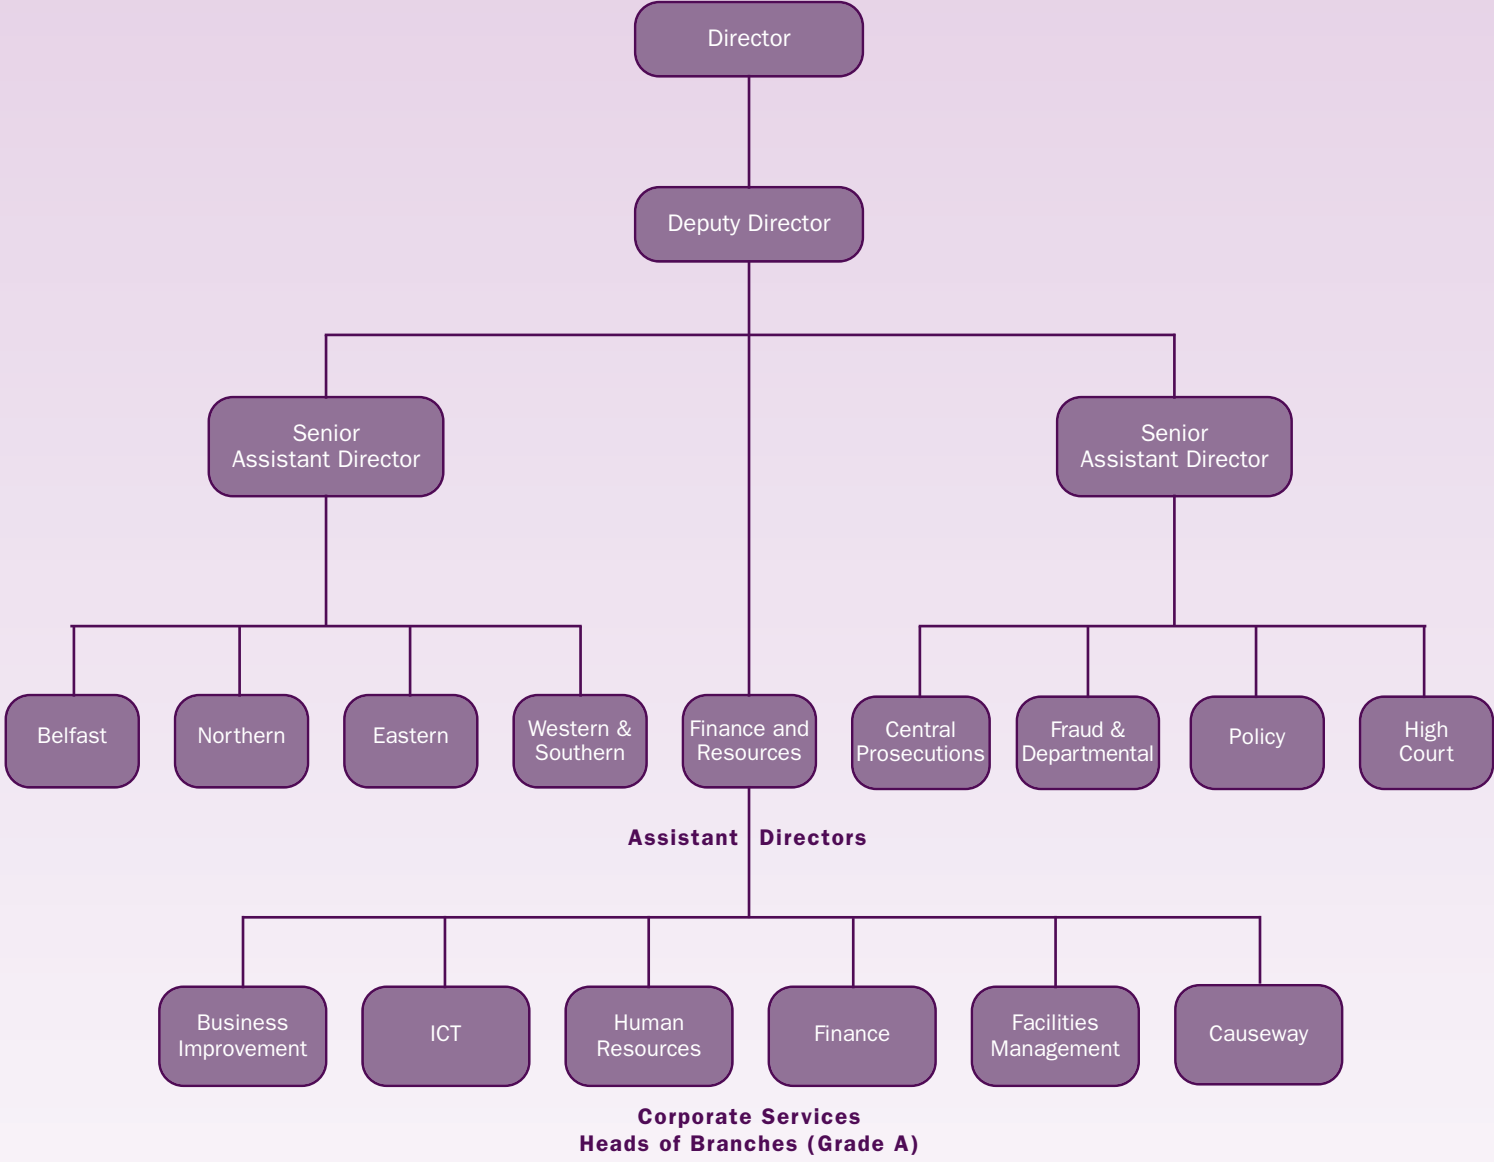 Director
Deputy Director
Senior
Assistant Director
Senior
Assistant Director
Belfast
Northern
Eastern
Western &
Southern
Finance and
Resources
Central
Prosecutions
Fraud &
Departmental
Policy
High
Court
Assistant Directors
Business
Improvement
ICT
Human
Resources
Finance
Facilities
Management
Causeway
Corporate Services
Heads of Branches (Grade A)